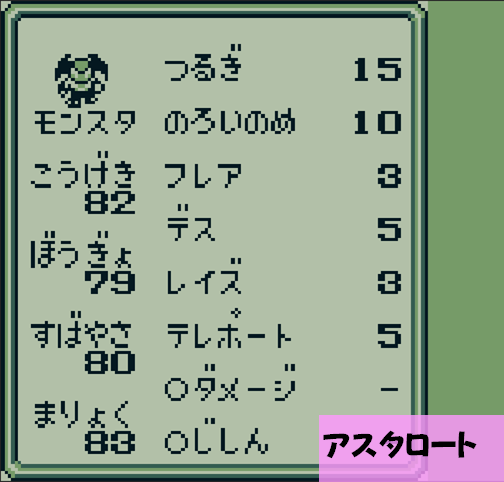 つるぎ 15
モンスタ のろいのめ 10
こうげき フレア 3
82
デス 5
ぼうぎょ
79 レイズ 3
すばやさ テレポート 5
80
○ダメージ -
まりょく
83 ○じしん
アスタロート